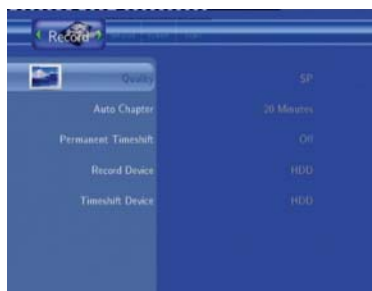 Record
Quality SP
Auto Chapter 20 Minutes
Permanent Timeshift Off
Record Device HDD
Timeshift Device HDD